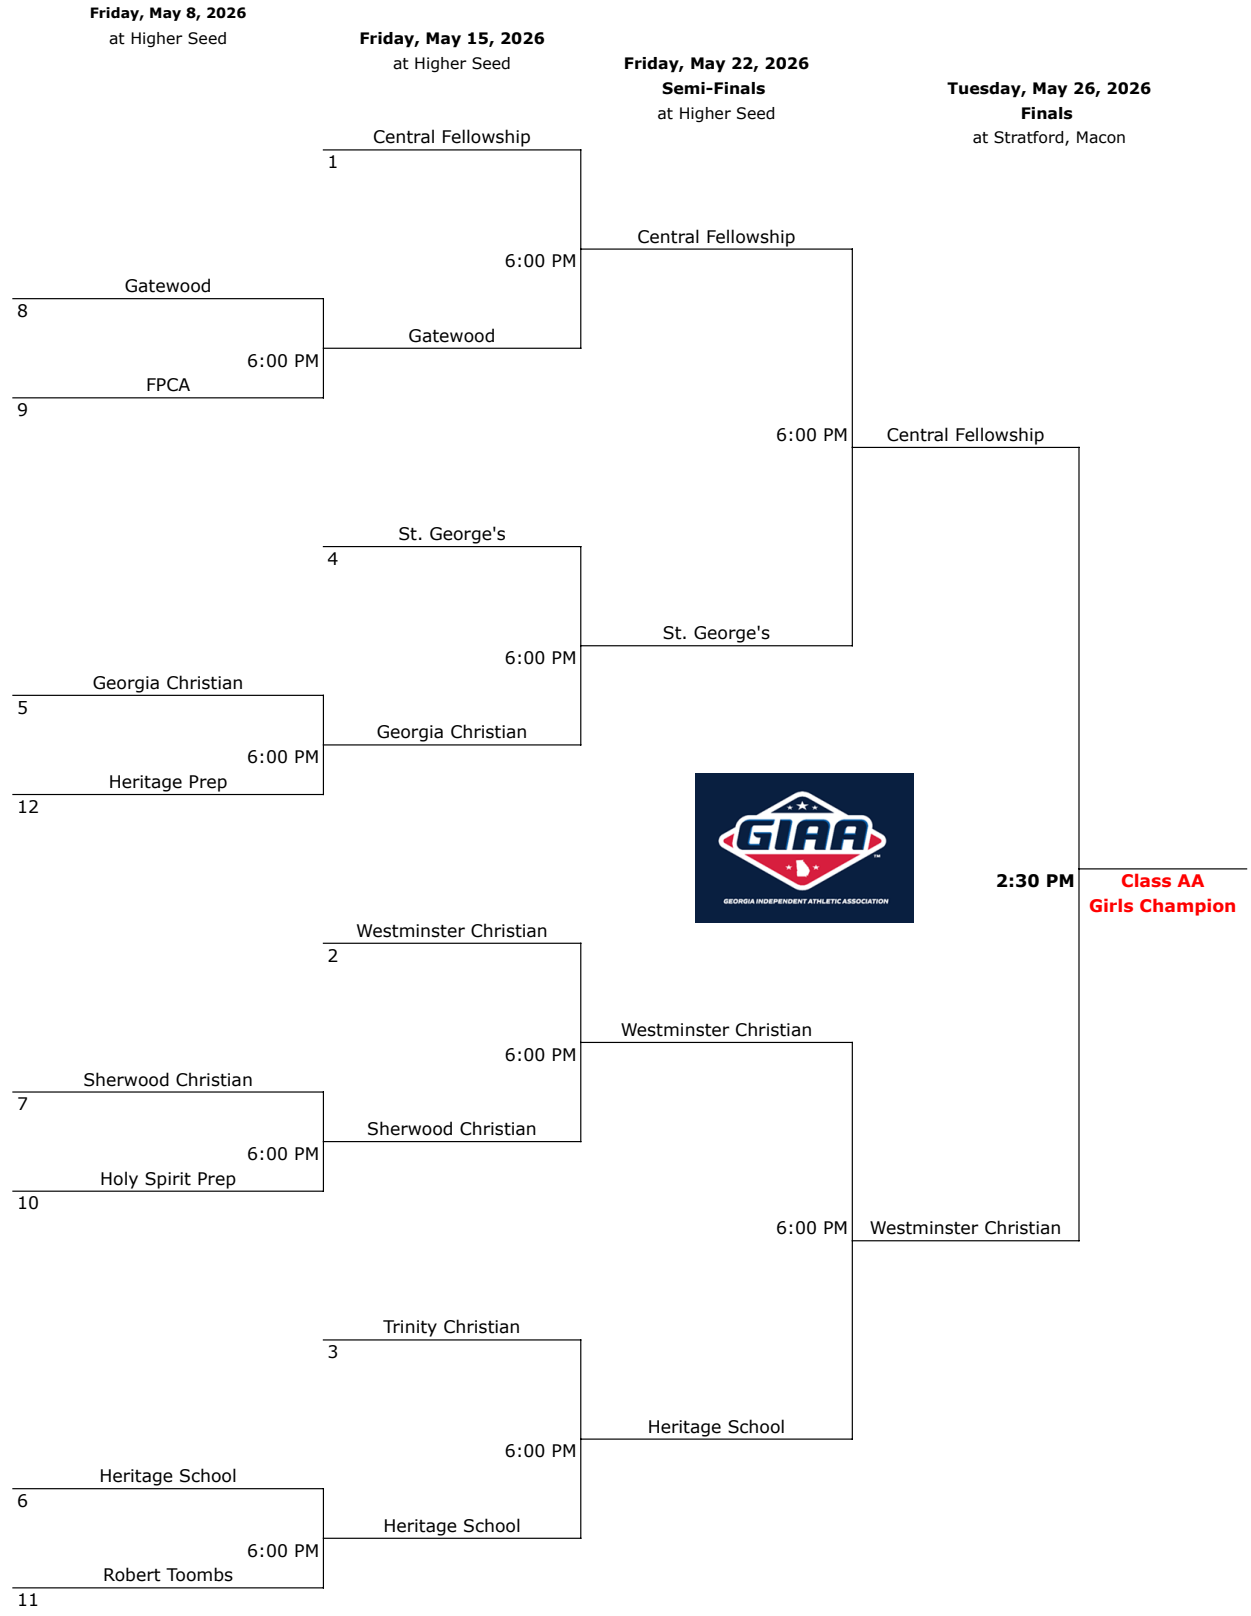 Friday, May 8, 2026
at Higher Seed
Friday, May 15, 2026
at Higher Seed
Friday, May 22, 2026
Semi-Finals
at Higher Seed
Tuesday, May 26, 2026
Finals
at Stratford, Macon
Central Fellowship
1
Central Fellowship
6:00 PM
Gatewood
8
Gatewood
6:00 PM
FPCA
9
6:00 PM
Central Fellowship
St. George's
4
St. George's
6:00 PM
Georgia Christian
5
Georgia Christian
6:00 PM
Heritage Prep
12
GIAA
TM
GEORGIA INDEPENDENT ATHLETIC ASSOCIATION
2:30 PM
Class AA
Girls Champion
Westminster Christian
2
Westminster Christian
6:00 PM
Sherwood Christian
7
Sherwood Christian
6:00 PM
Holy Spirit Prep
10
6:00 PM
Westminster Christian
Trinity Christian
3
Heritage School
6:00 PM
Heritage School
6
Heritage School
6:00 PM
Robert Toombs
11